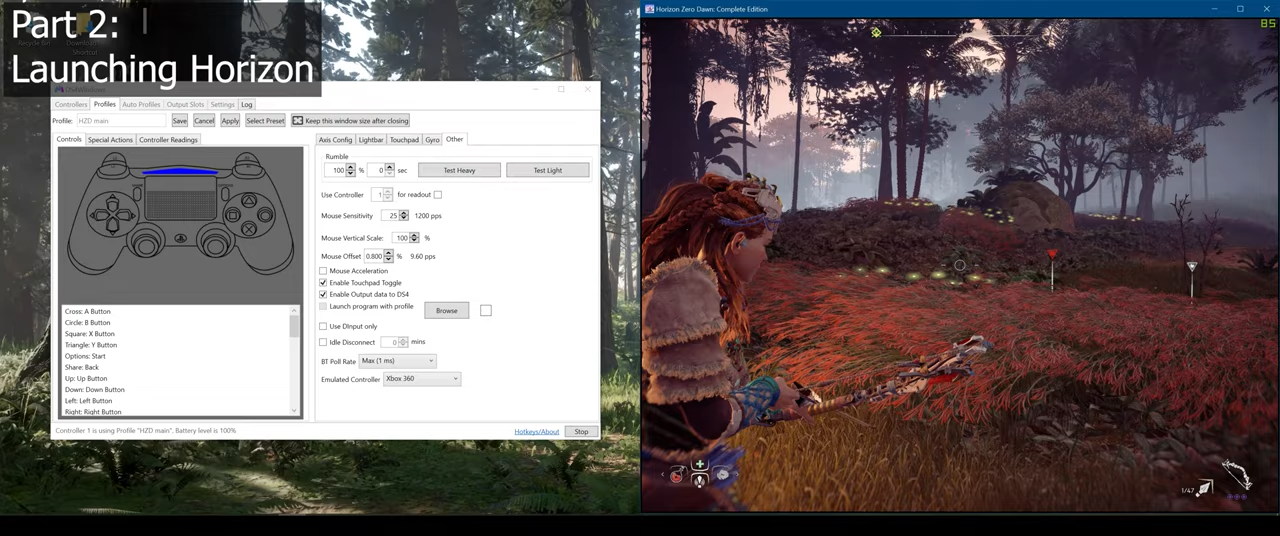 Part 2:
Launching Horizon
DS4Windows
Controllers Profiles Auto Profiles Output Slots Settings Log
Profile: HZD main Save Cancel Apply Select Preset Keep this window size after closing
Controls Special Actions Controller Readings
Axis Config Lightbar Touchpad Gyro Other
Rumble
100 % 0 sec Test Heavy Test Light
Use Controller 1 for readout
Mouse Sensitivity 25 1200 pps
Mouse Vertical Scale: 100 %
Mouse Offset 0.800 % 9.60 pps
Mouse Acceleration
Enable Touchpad Toggle
Enable Output data to DS4
Launch program with profile Browse
Use DInput only
Idle Disconnect 0 mins
BT Poll Rate Max (1 ms)
Emulated Controller Xbox 360
Cross: A Button
Circle: B Button
Square: X Button
Triangle: Y Button
Options: Start
Share: Back
Up: Up Button
Down: Down Button
Left: Left Button
Right: Right Button
Controller 1 is using Profile "HZD main". Battery level is 100%
Hotkeys/About Stop
Horizon Zero Dawn: Complete Edition
85
1/47